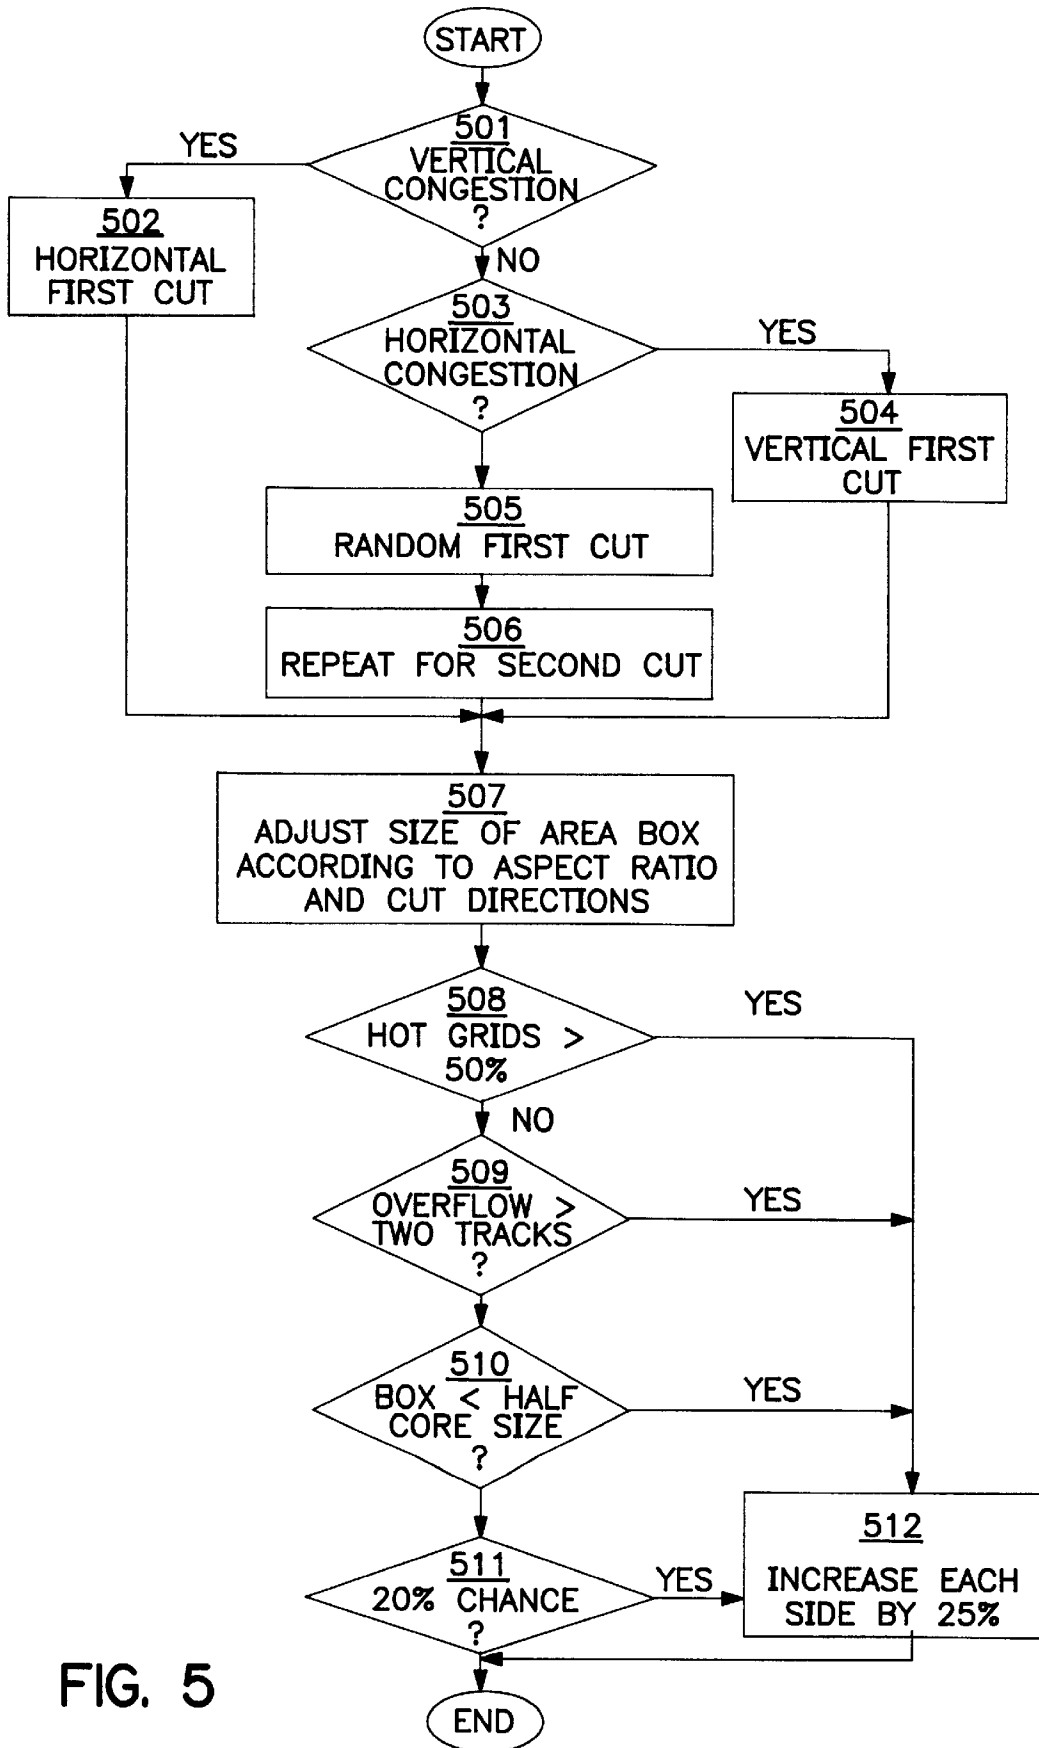 START
501
VERTICAL
CONGESTION
?
YES
502
HORIZONTAL
FIRST CUT
NO
503
HORIZONTAL
CONGESTION
?
YES
504
VERTICAL FIRST
CUT
505
RANDOM FIRST CUT
506
REPEAT FOR SECOND CUT
507
ADJUST SIZE OF AREA BOX
ACCORDING TO ASPECT RATIO
AND CUT DIRECTIONS
508
HOT GRIDS >
50%
YES
NO
509
OVERFLOW >
TWO TRACKS
?
YES
510
BOX < HALF
CORE SIZE
?
YES
511
20% CHANCE
?
YES
512
INCREASE EACH
SIDE BY 25%
END
FIG. 5